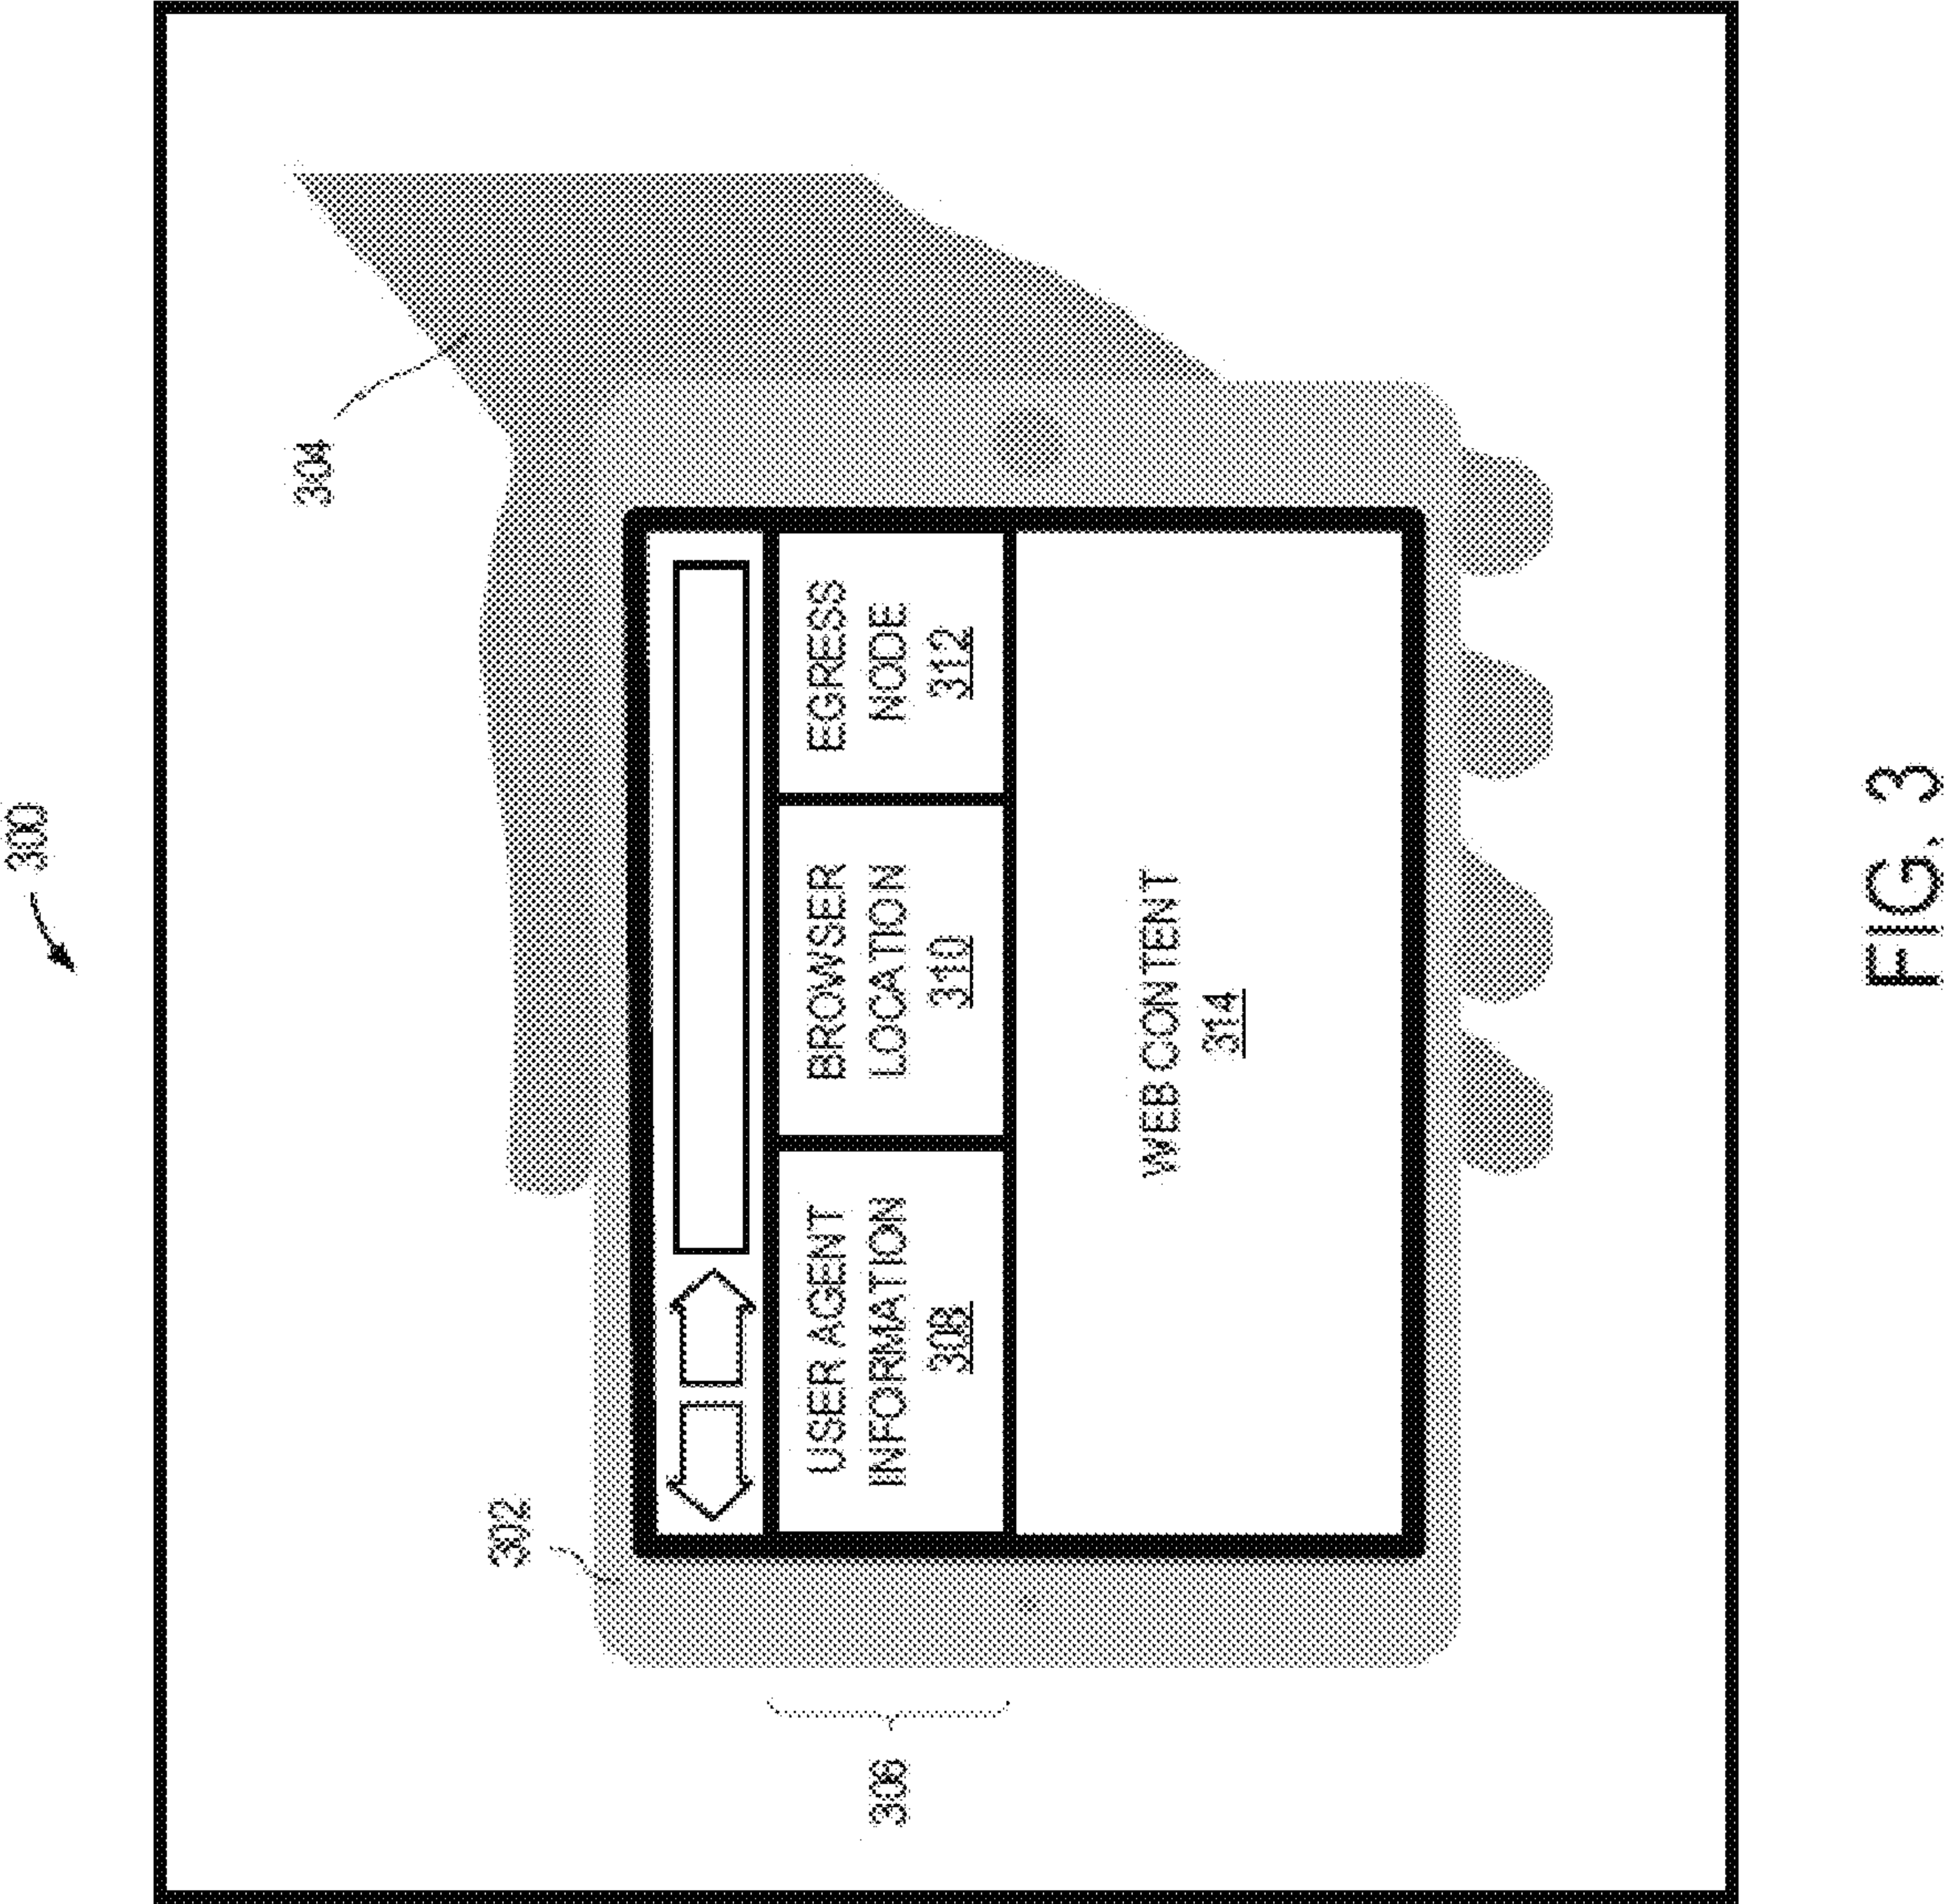 300
304
302
306
USER AGENT
INFORMATION
308
BROWSER
LOCATION
310
EGRESS
NODE
312
WEB CONTENT
314
FIG. 3